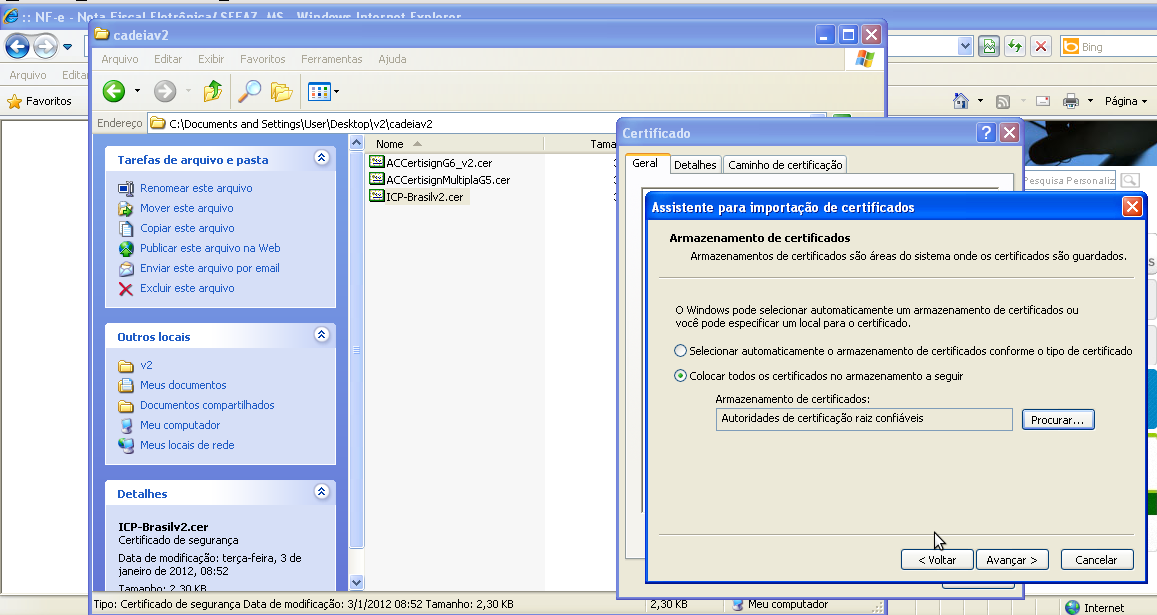 :: NF-e - Nota Fiscal Eletrônica/ SEFAZ_MS - Windows Internet Explorer
cadeiav2
Arquivo Editar Exibir Favoritos Ferramentas Ajuda
Bing
Arquivo Editar
Favoritos
Página
Endereço C:\Documents and Settings\User\Desktop\v2\cadeiav2
Tarefas de arquivo e pasta
Renomear este arquivo
Mover este arquivo
Copiar este arquivo
Publicar este arquivo na Web
Enviar este arquivo por email
Excluir este arquivo
Outros locais
v2
Meus documentos
Documentos compartilhados
Meu computador
Meus locais de rede
Detalhes
ICP-Brasilv2.cer
Certificado de segurança
Data de modificação: terça-feira, 3 de
janeiro de 2012, 08:52
Tamanho: 2,30 KB
Nome Tama
ACCertisignG6_v2.cer
ACCertisignMultiplaG5.cer
ICP-Brasilv2.cer
Certificado
Geral Detalhes Caminho de certificação
Pesquisa Personaliz
Assistente para importação de certificados
Armazenamento de certificados
Armazenamentos de certificados são áreas do sistema onde os certificados são guardados.
O Windows pode selecionar automaticamente um armazenamento de certificados ou
você pode especificar um local para o certificado.
Selecionar automaticamente o armazenamento de certificados conforme o tipo de certificado
Colocar todos os certificados no armazenamento a seguir
Armazenamento de certificados:
Autoridades de certificação raiz confiáveis Procurar...
< Voltar Avançar > Cancelar
Tipo: Certificado de segurança Data de modificação: 3/1/2012 08:52 Tamanho: 2,30 KB 2,30 KB Meu computador
Internet